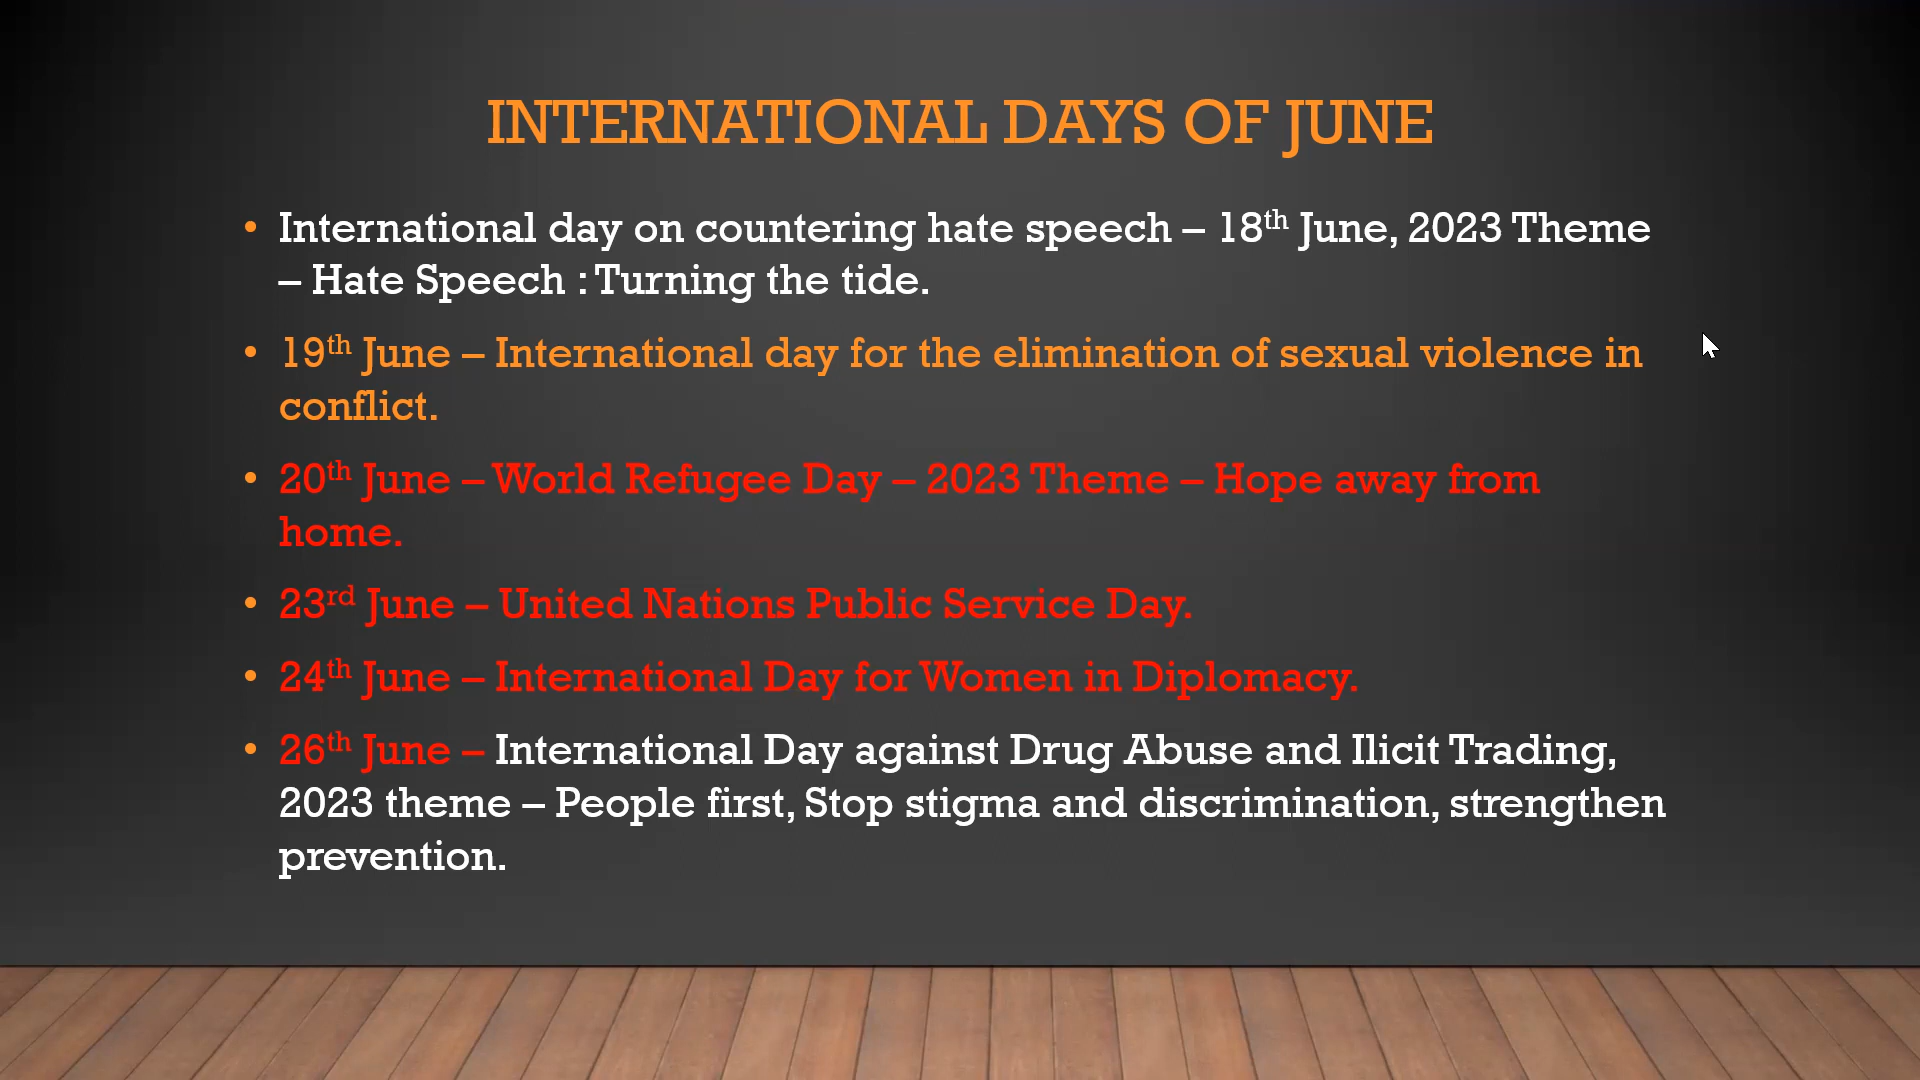 INTERNATIONAL DAYS OF JUNE
• International day on countering hate speech – 18th June, 2023 Theme
– Hate Speech : Turning the tide.
• 19th June – International day for the elimination of sexual violence in
conflict.
• 20th June – World Refugee Day – 2023 Theme – Hope away from
home.
• 23rd June – United Nations Public Service Day.
• 24th June – International Day for Women in Diplomacy.
• 26th June – International Day against Drug Abuse and Ilicit Trading,
2023 theme – People first, Stop stigma and discrimination, strengthen
prevention.